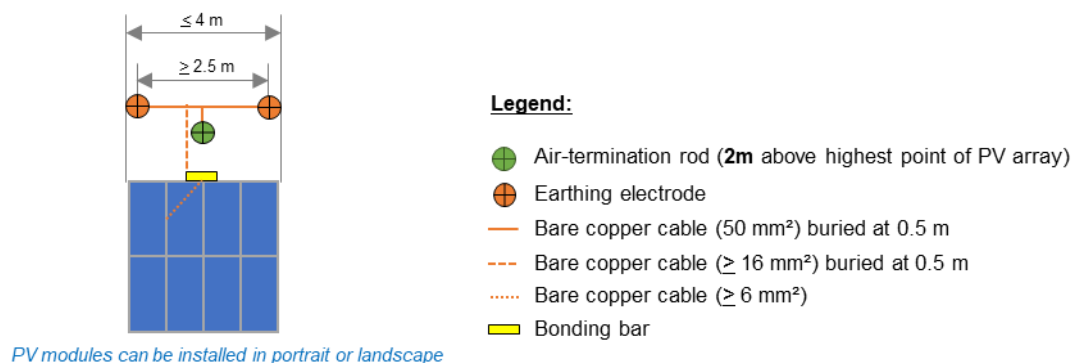 ≤ 4 m
≥ 2.5 m
Legend:
Air-termination rod (2m above highest point of PV array)
Earthing electrode
Bare copper cable (50 mm²) buried at 0.5 m
Bare copper cable (≥ 16 mm²) buried at 0.5 m
Bare copper cable (≥ 6 mm²)
Bonding bar
PV modules can be installed in portrait or landscape